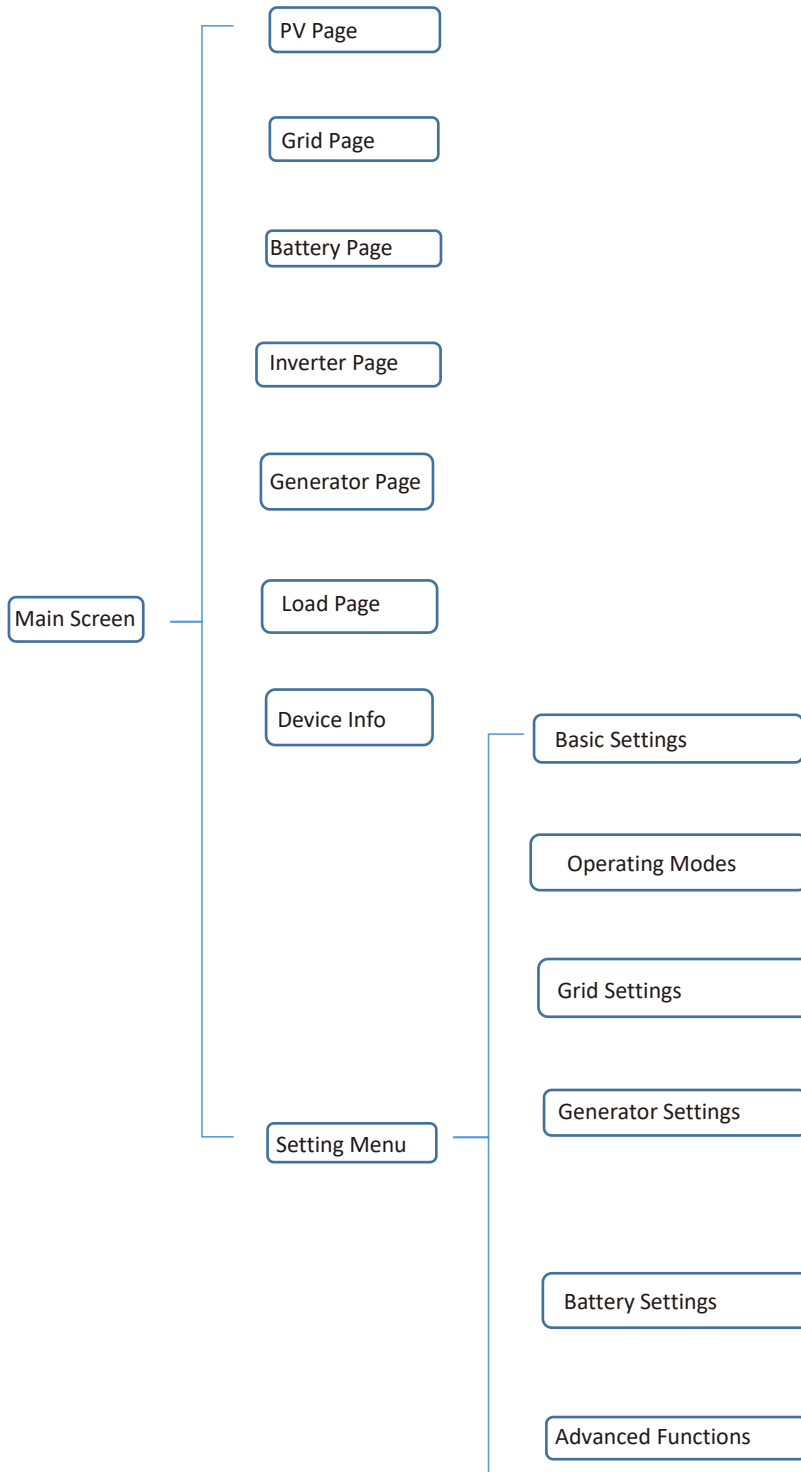 PV Page
Grid Page
Battery Page
Inverter Page
Generator Page
Main Screen
Load Page
Device Info
Basic Settings
Operating Modes
Grid Settings
Setting Menu
Generator Settings
Battery Settings
Advanced Functions